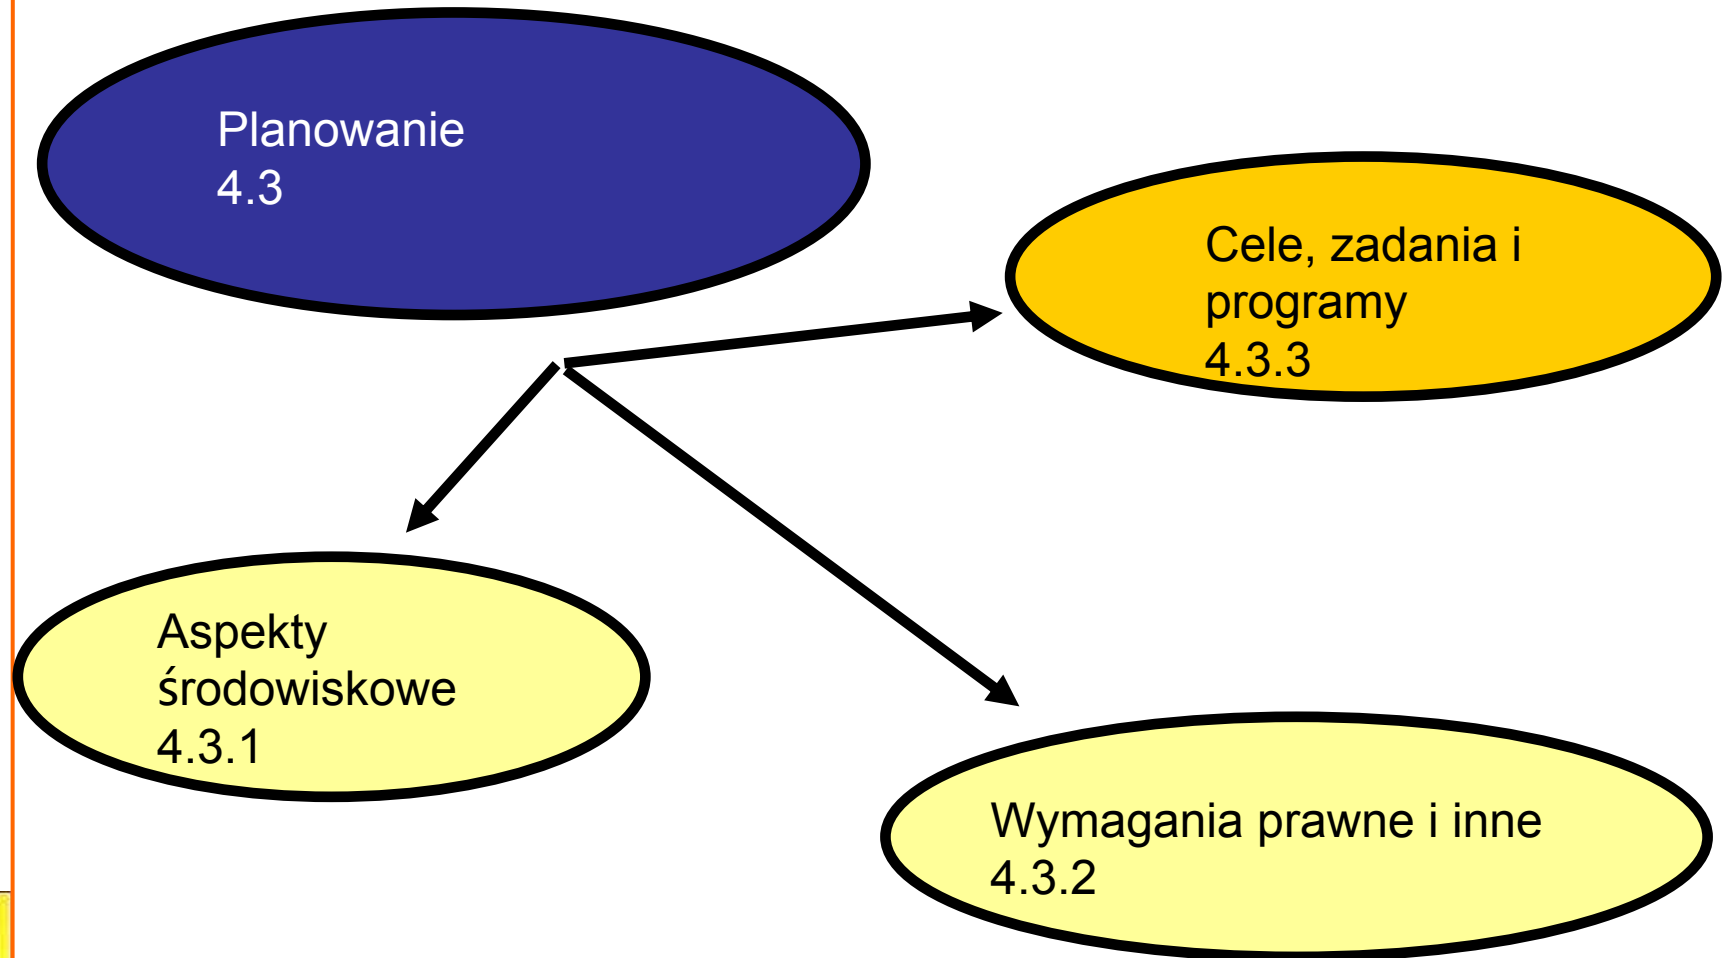 Planowanie
4.3
Cele, zadania i
programy
4.3.3
Aspekty
środowiskowe
4.3.1
Wymagania prawne i inne
4.3.2